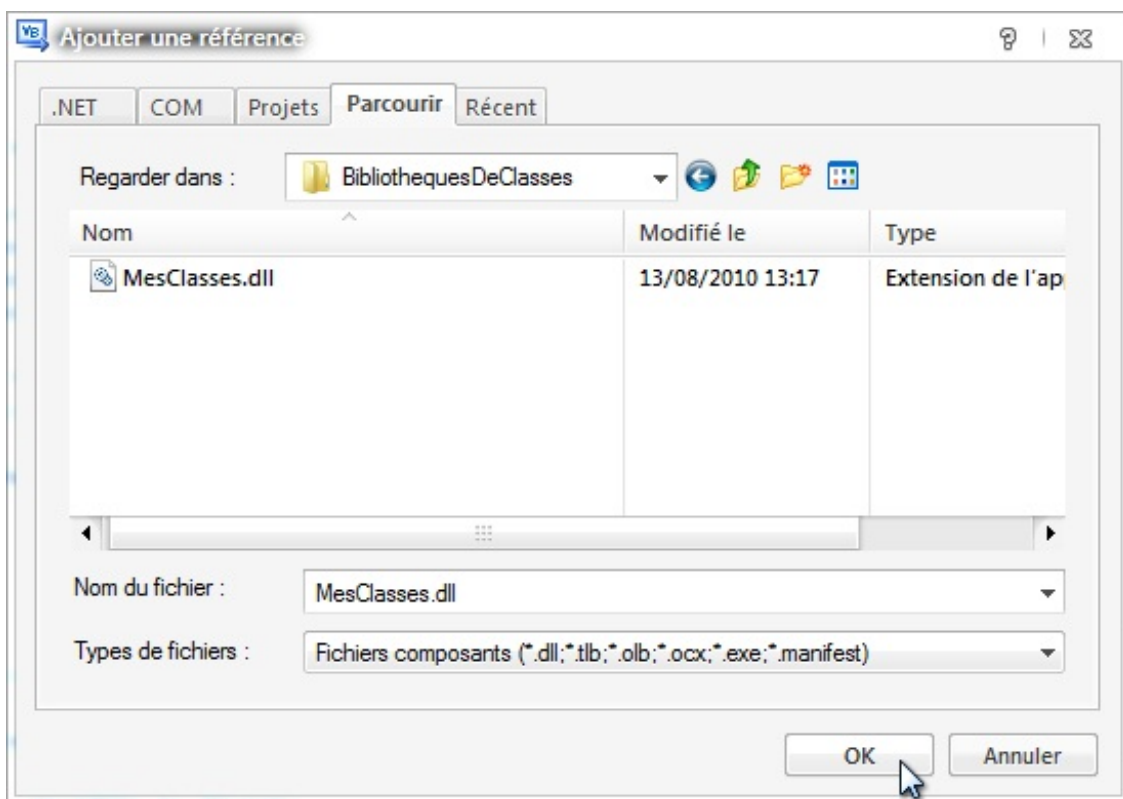 VB Ajouter une référence
.NET COM Projets Parcourir Récent
Regarder dans : BibliothequesDeClasses
Nom Modifié le Type
MesClasses.dll 13/08/2010 13:17 Extension de l'ap
Nom du fichier : MesClasses.dll
Types de fichiers : Fichiers composants (*.dll;*.tlb;*.olb;*.ocx;*.exe;*.manifest)
OK Annuler